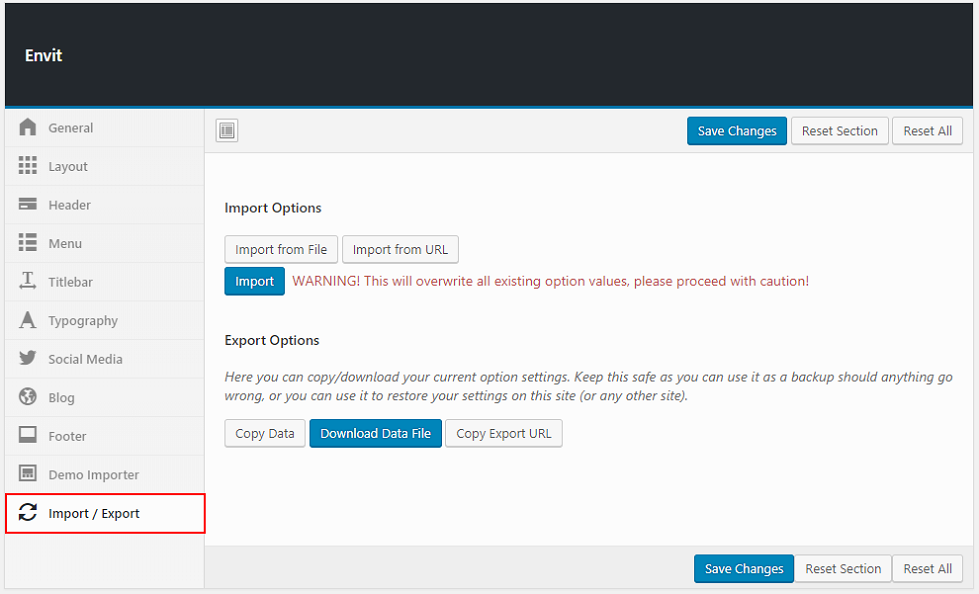 Envit
General
Layout
Header
Menu
Titlebar
Typography
Social Media
Blog
Footer
Demo Importer
Import / Export
Save Changes Reset Section Reset All
Import Options
Import from File Import from URL
Import WARNING! This will overwrite all existing option values, please proceed with caution!
Export Options
Here you can copy/download your current option settings. Keep this safe as you can use it as a backup should anything go
wrong, or you can use it to restore your settings on this site (or any other site).
Copy Data Download Data File Copy Export URL
Save Changes Reset Section Reset All